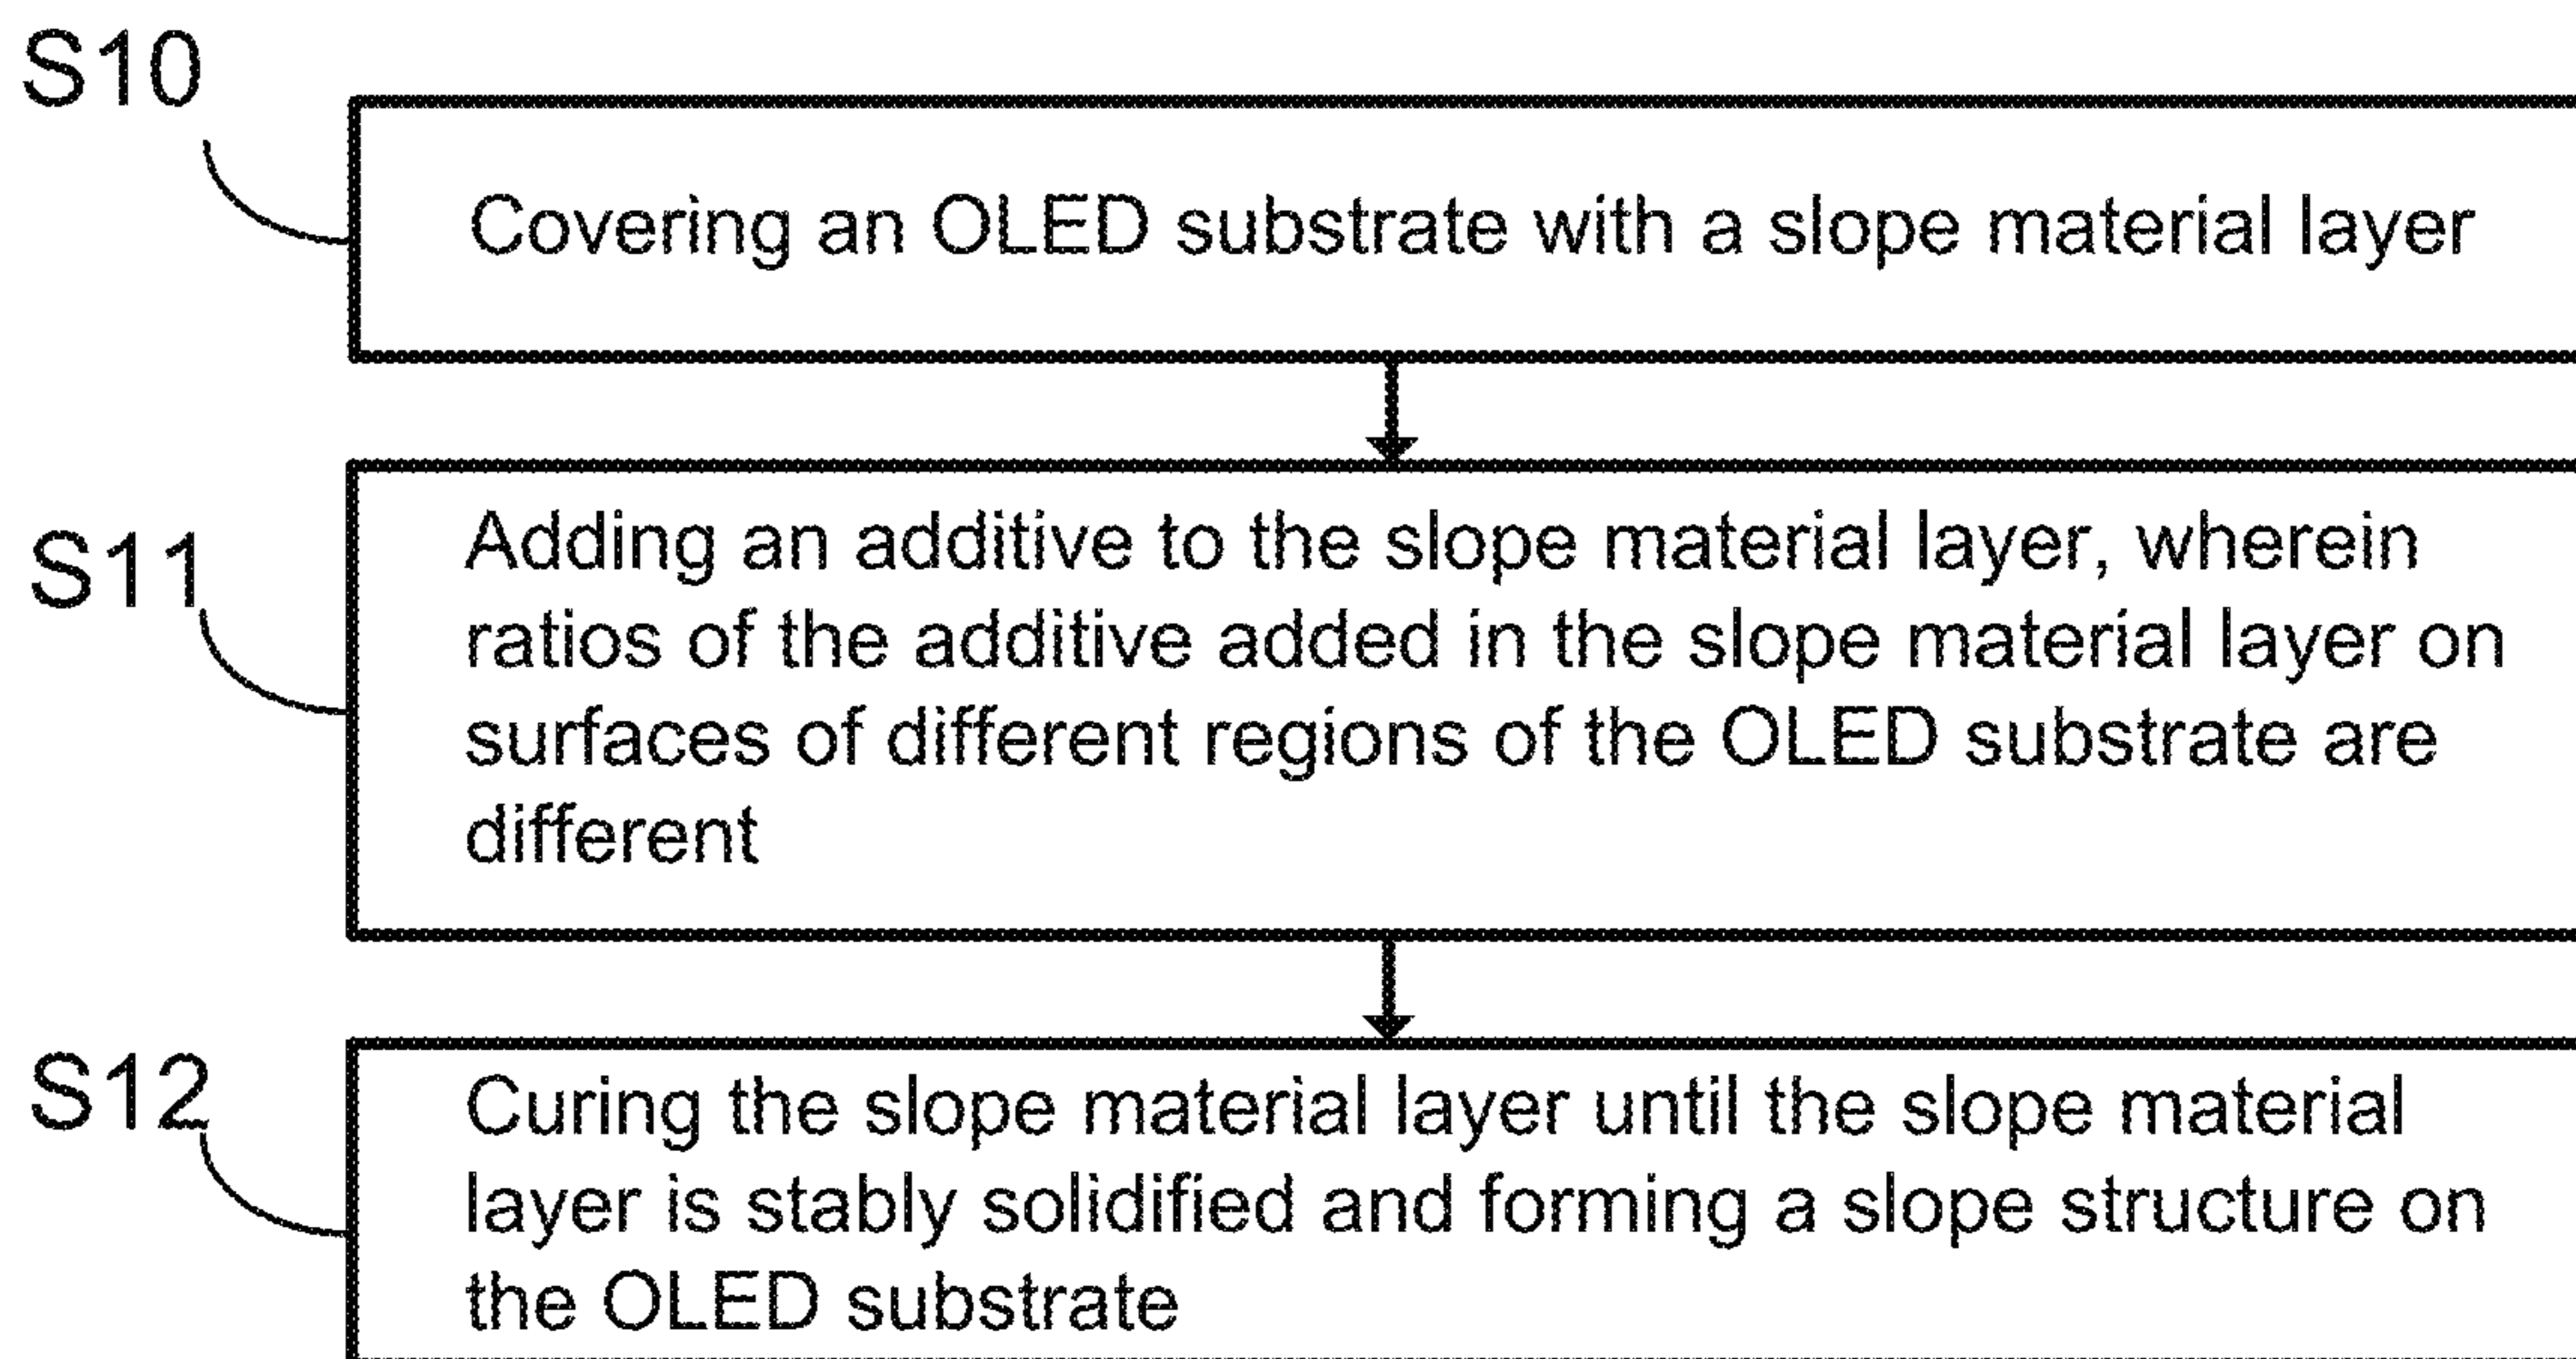 S10
Covering an OLED substrate with a slope material layer
S11
Adding an additive to the slope material layer, wherein
ratios of the additive added in the slope material layer on
surfaces of different regions of the OLED substrate are
different
S12
Curing the slope material layer until the slope material
layer is stably solidified and forming a slope structure on
the OLED substrate